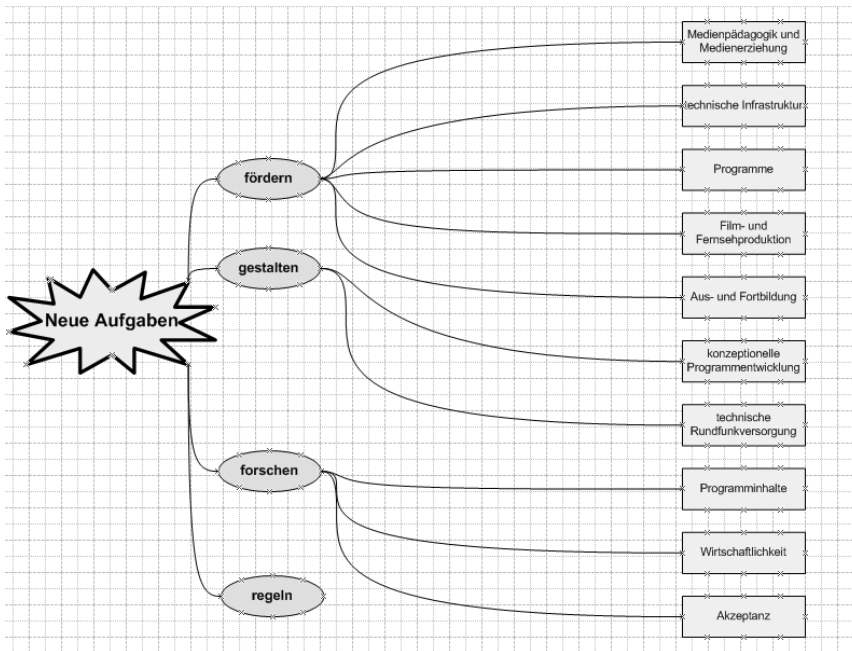 Neue Aufgaben
fördern
gestalten
forschen
regeln
Medienpädagogik und
Medienerziehung
technische Infrastruktur
Programme
Film- und
Fernsehproduktion
Aus- und Fortbildung
konzeptionelle
Programmentwicklung
technische
Rundfunkversorgung
Programminhalte
Wirtschaftlichkeit
Akzeptanz